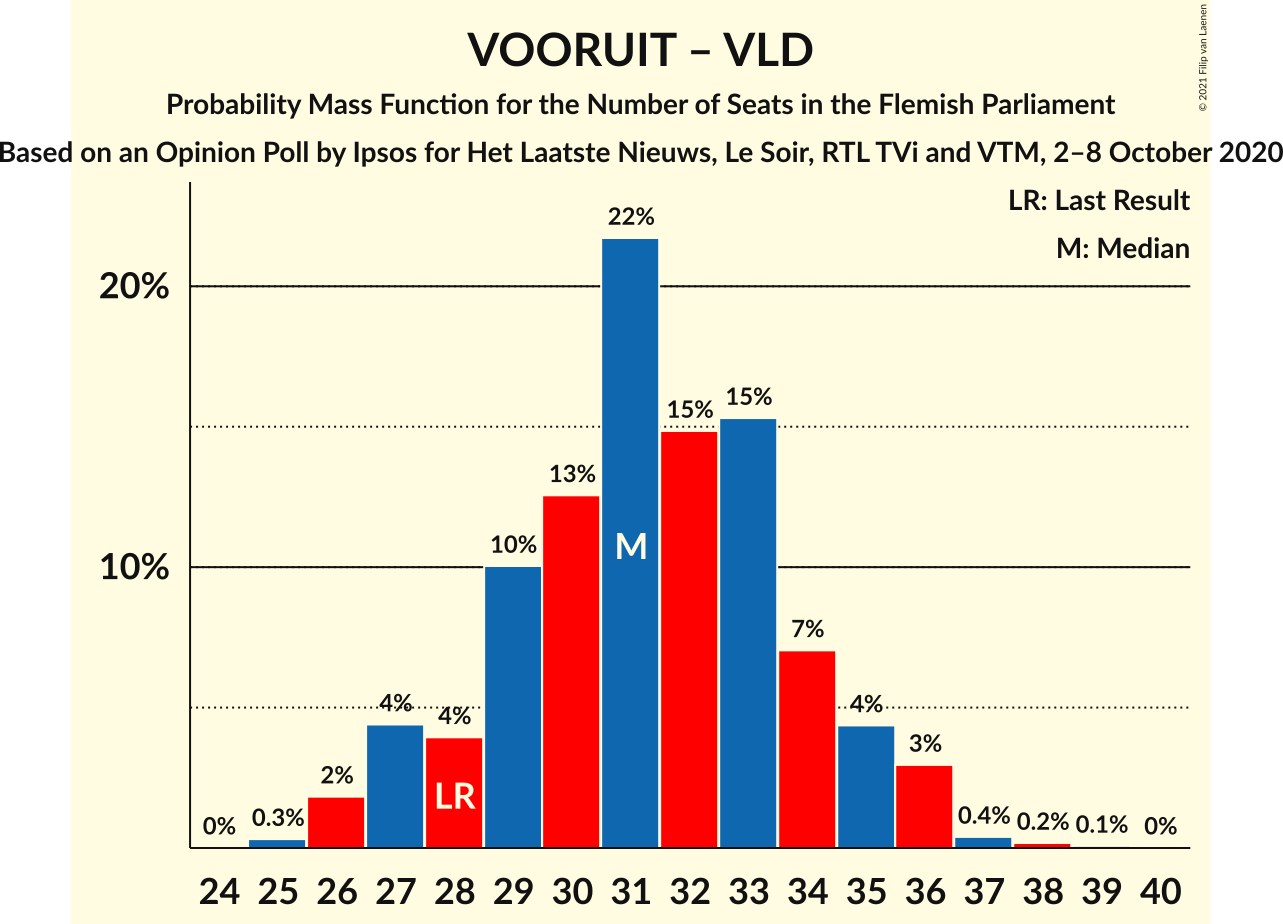 VOORUIT – VLD
Probability Mass Function for the Number of Seats in the Flemish Parliament
Based on an Opinion Poll by Ipsos for Het Laatste Nieuws, Le Soir, RTL TVi and VTM, 2–8 October 2020
© 2021 Filip van Laenen
LR: Last Result
M: Median
20%
10%
0%
0.3%
2%
4%
4%
10%
13%
22%
15%
15%
7%
4%
3%
0.4%
0.2%
0.1%
0%
LR
M
24 25 26 27 28 29 30 31 32 33 34 35 36 37 38 39 40